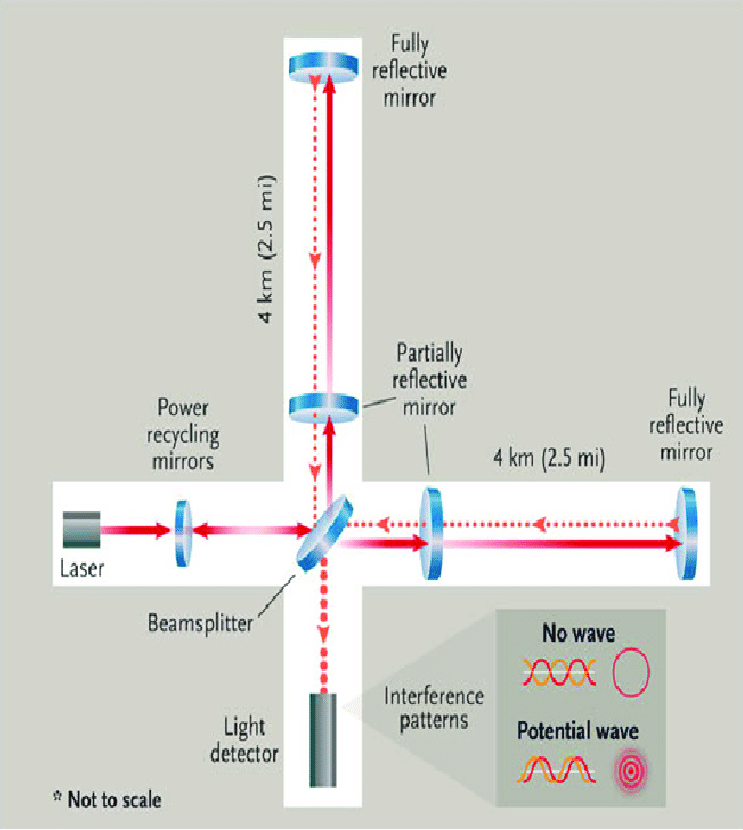 Fully
reflective
mirror
4 km (2.5 mi)
Partially
reflective
mirror
Power
recycling
mirrors
Fully
reflective
mirror
4 km (2.5 mi)
Laser
Beamsplitter
No wave
Interference
patterns
Potential wave
Light
detector
* Not to scale